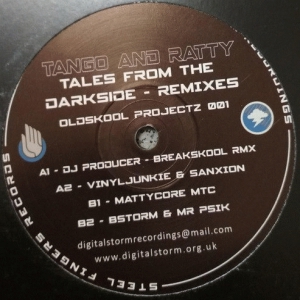 TANGO AND RATTY
TALES FROM THE
DARKSIDE - REMIXES
OLDSKOOL PROJECTZ 001
A1 - DJ PRODUCER - BREAKSKOOL RMX
A2 - VINYLJUNKIE & SANXION
B1 - MATTYCORE MTC
B2 - BSTORM & MR PSIK
digitalstormrecordings@mail.com
www.digitalstorm.org.uk
STEEL FINGERS RECORDS
RECORDINGS